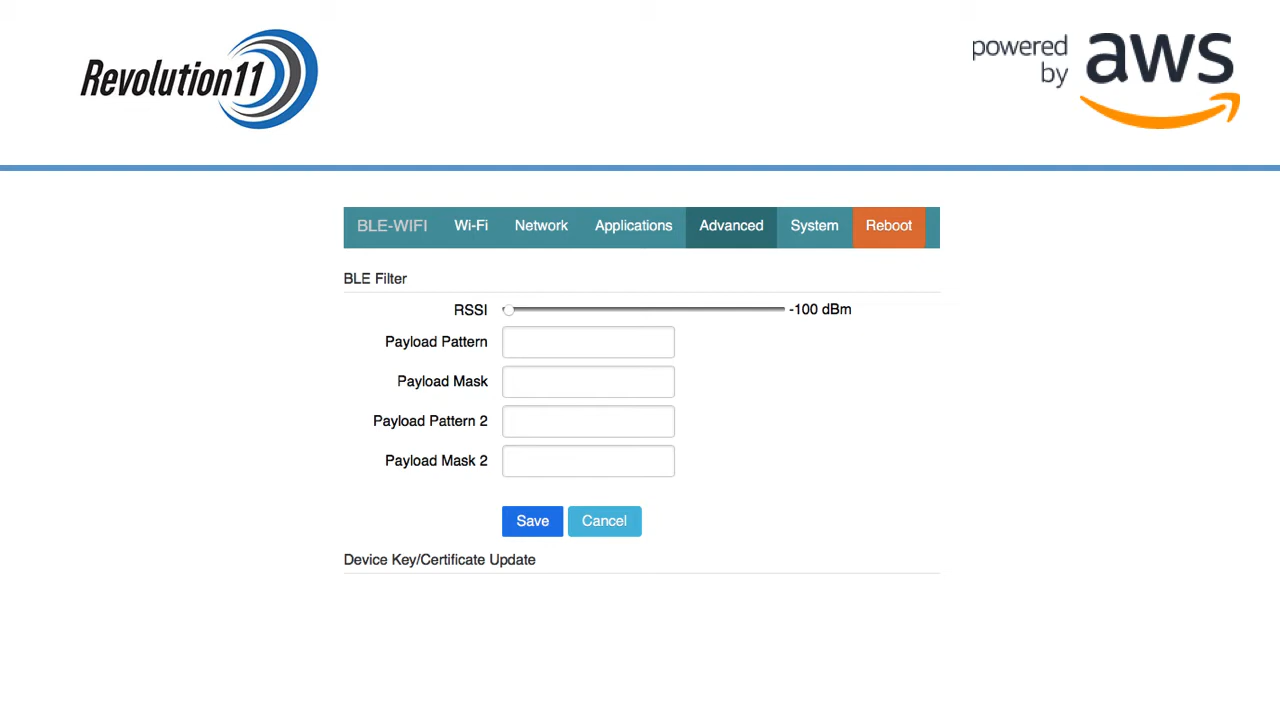 Revolution11
powered by aws
BLE-WIFI Wi-Fi Network Applications Advanced System Reboot
BLE Filter
RSSI -100 dBm
Payload Pattern
Payload Mask
Payload Pattern 2
Payload Mask 2
Save Cancel
Device Key/Certificate Update